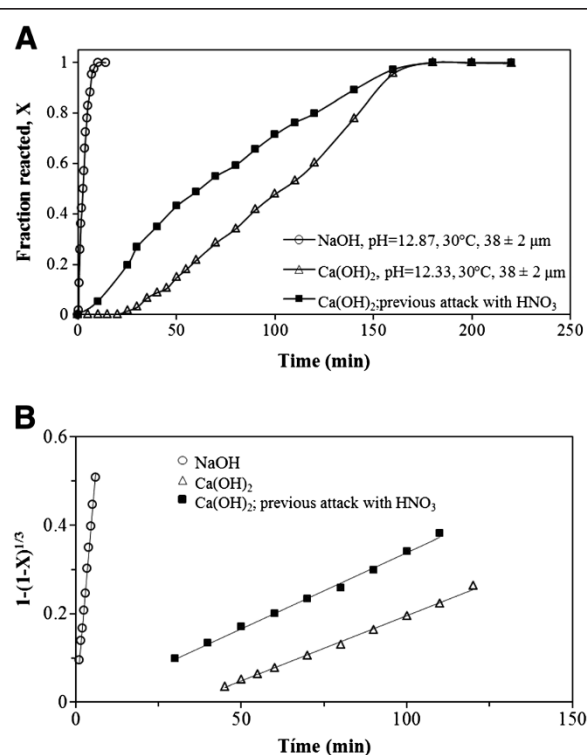 A
Fraction reacted, X
1
0.8
0.6
0.4
0.2
0
NaOH, pH=12.87, 30°C, 38 ± 2 μm
Ca(OH)₂, pH=12.33, 30°C, 38 ± 2 μm
Ca(OH)₂;previous attack with HNO₃
0 50 100 150 200 250
Time (min)
B
1-(1-X)^1/3
0.6
0.4
0.2
0
NaOH
Ca(OH)₂
Ca(OH)₂; previous attack with HNO₃
0 50 100 150
Tíme (min)